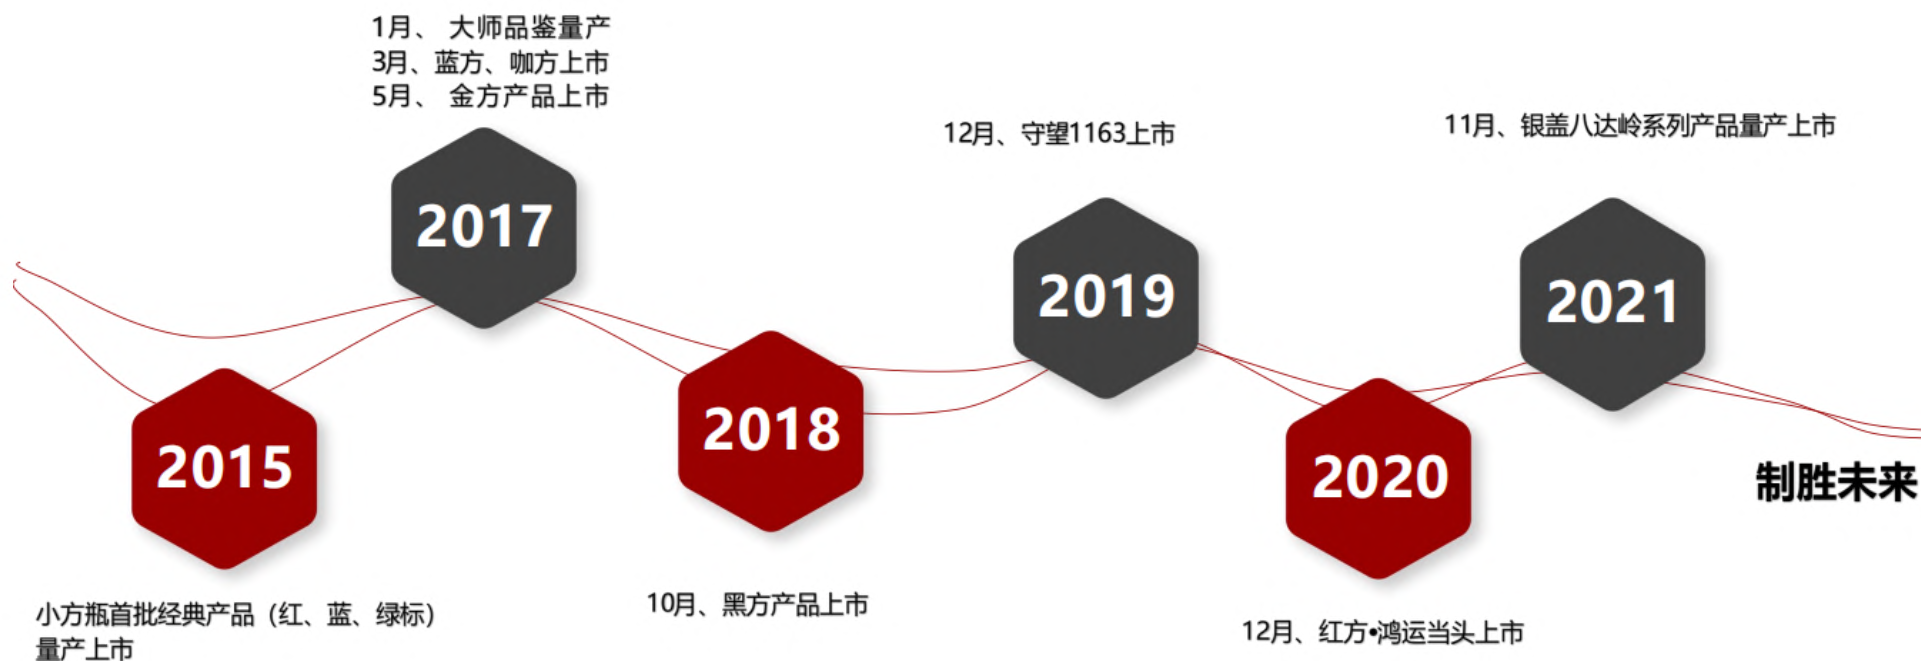 1月、 大师品鉴量产
3月、蓝方、咖方上市
5月、 金方产品上市
2017
2015
小方瓶首批经典产品（红、蓝、绿标）
量产上市
2018
10月、黑方产品上市
12月、守望1163上市
2019
2020
12月、红方•鸿运当头上市
11月、银盖八达岭系列产品量产上市
2021
制胜未来